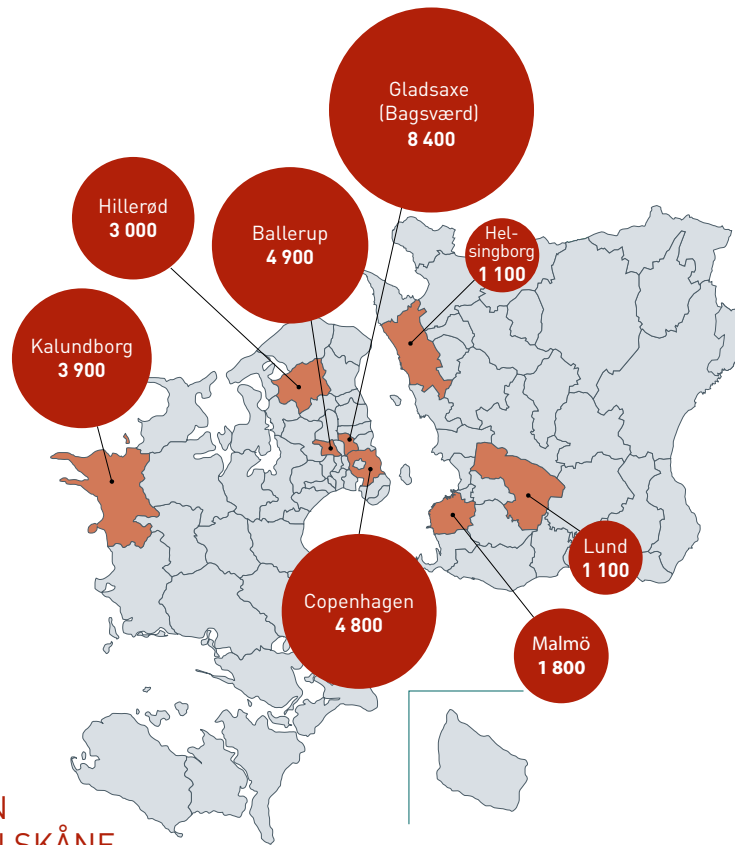 Gladsaxe
(Bagsværd)
8 400
Hillerød
3 000
Ballerup
4 900
Hel-
singborg
1 100
Kalundborg
3 900
Copenhagen
4 800
Lund
1 100
Malmö
1 800
SKÅNE